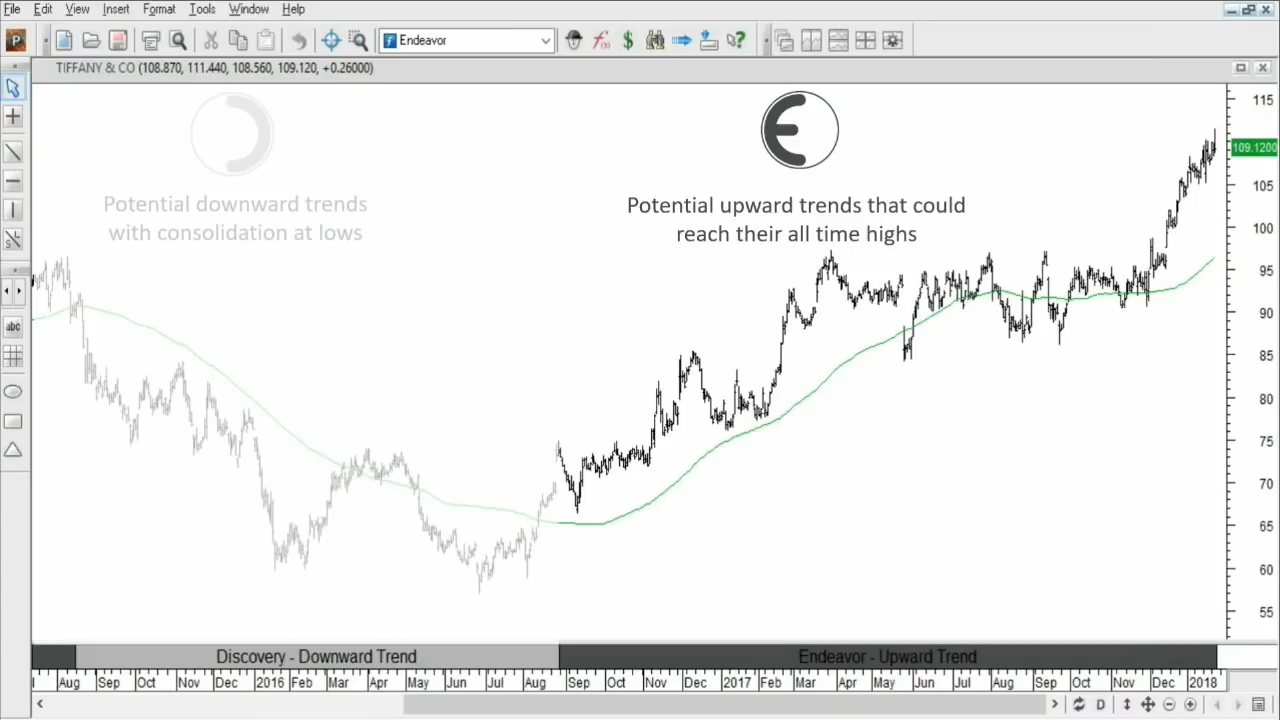 File Edit View Insert Format Tools Window Help
Endeavor
TIFFANY & CO (108.870, 111.440, 108.560, 109.120, +0.26000)
E
Potential downward trends
with consolidation at lows
Potential upward trends that could
reach their all time highs
abc
115
109.1200
105
100
95
90
85
80
75
70
65
60
55
Discovery - Downward Trend
Endeavor - Upward Trend
Aug Sep Oct Nov Dec 2016 Feb Mar Apr May Jun Jul Aug Sep Oct Nov Dec 2017 Feb Mar Apr May Jun Jul Aug Sep Oct Nov Dec 2018
D